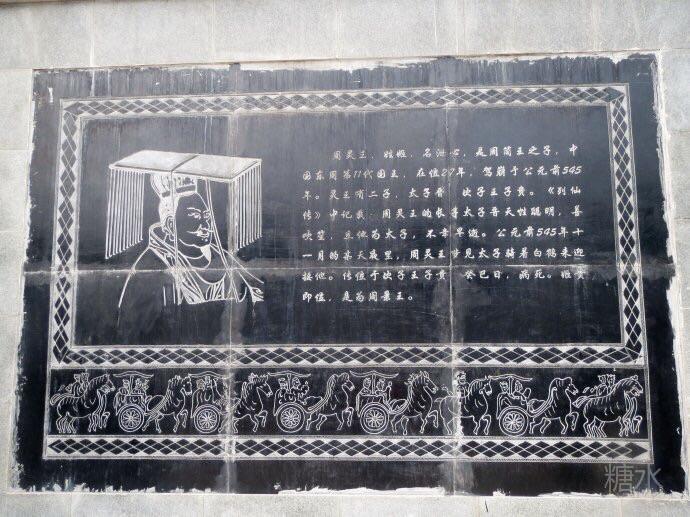 周灵王，姓姬，名泄心，是周简王之子，中
国东周第11代国王，在位27年，驾崩于公元前545
年。灵王有二子，太子晋 次子王子贵。《列仙
传》中记载：周灵王的长子太子晋天性聪明，善
吹笙，立他为太子，不幸早逝。公元前545年十
一月的某天夜里，周灵王梦见太子骑着白鹤来迎
接他。传位于次子王子贵 癸巳日，病死。姬贵
即位，是为周景王。
糖水